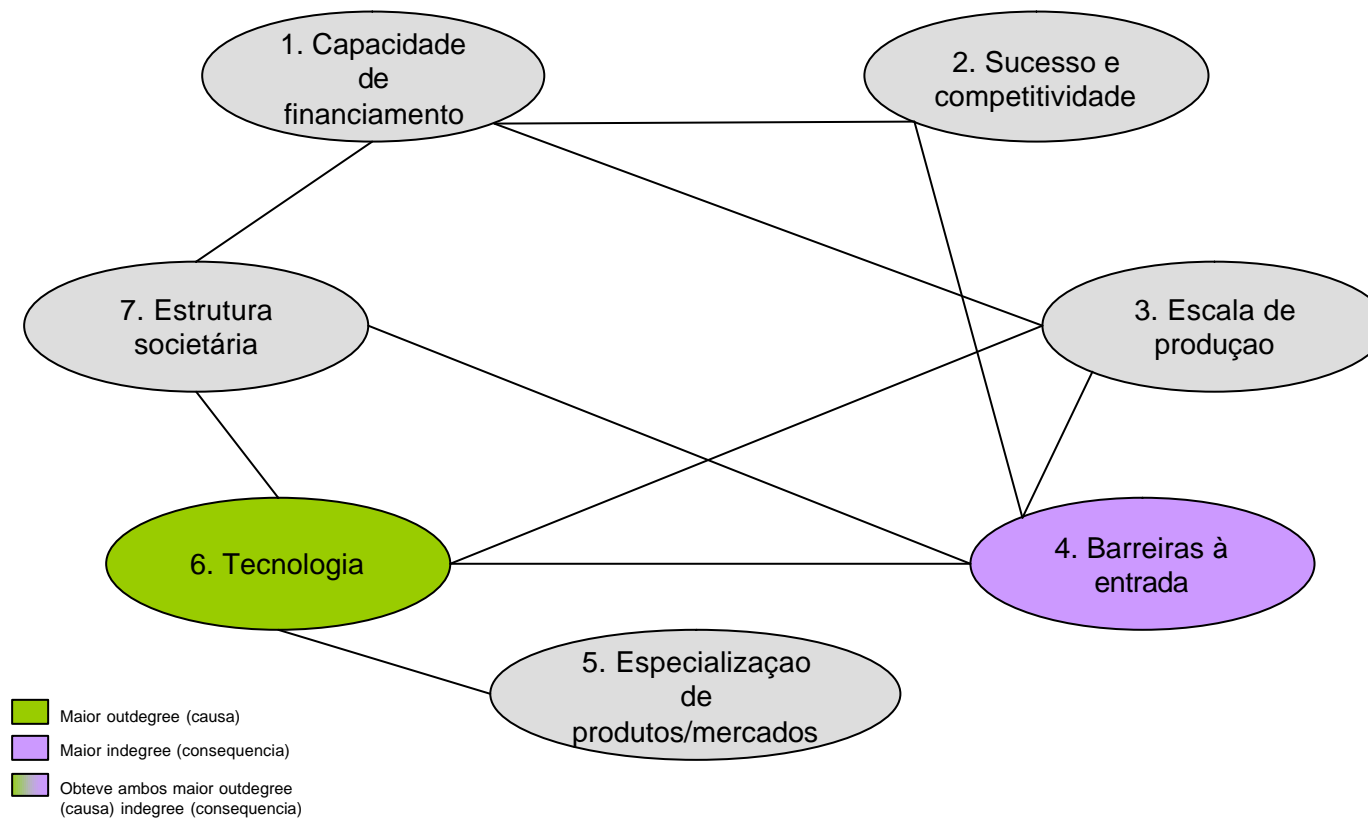 1. Capacidade
de
financiamento
2. Sucesso e
competitividade
7. Estrutura
societária
3. Escala de
produçao
6. Tecnologia
4. Barreiras à
entrada
5. Especializaçao
de
produtos/mercados
Maior outdegree (causa)
Maior indegree (consequencia)
Obteve ambos maior outdegree
(causa) indegree (consequencia)